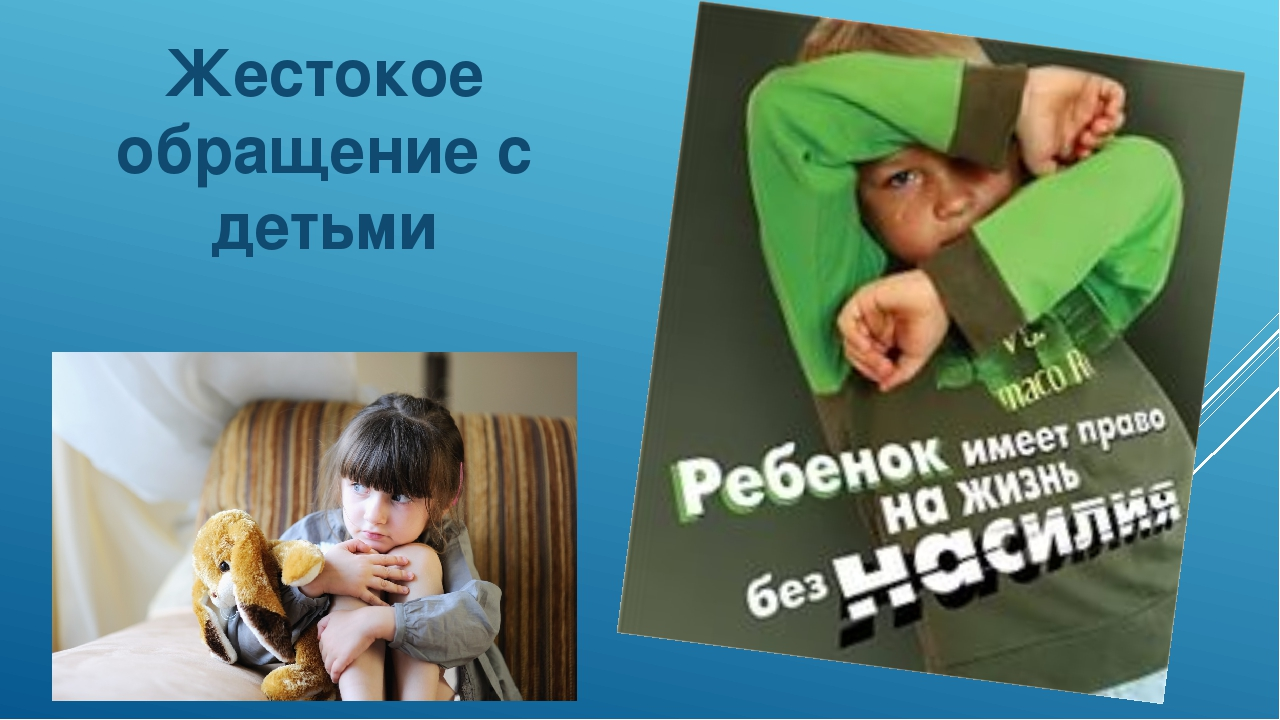 Жестокое
обращение с
детьми
Ребенок имеет право
на жизнь
без насилия